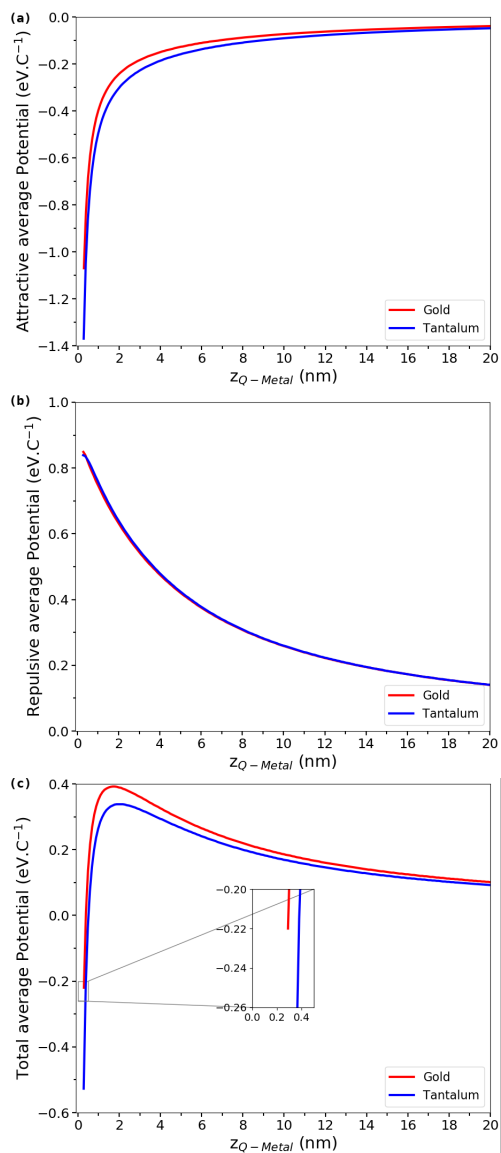 (a)
Attractive average Potential (eV.C⁻¹)
0.0
−0.2
−0.4
−0.6
−0.8
−1.0
−1.2
−1.4
0 2 4 6 8 10 12 14 16 18 20
z_Q−Metal (nm)
Gold
Tantalum
(b)
Repulsive average Potential (eV.C⁻¹)
1.0
0.8
0.6
0.4
0.2
0.0
0 2 4 6 8 10 12 14 16 18 20
z_Q−Metal (nm)
Gold
Tantalum
(c)
Total average Potential (eV.C⁻¹)
0.4
0.2
0.0
−0.2
−0.4
−0.6
−0.20
−0.22
−0.24
−0.26
0.0 0.2 0.4
0 2 4 6 8 10 12 14 16 18 20
z_Q−Metal (nm)
Gold
Tantalum